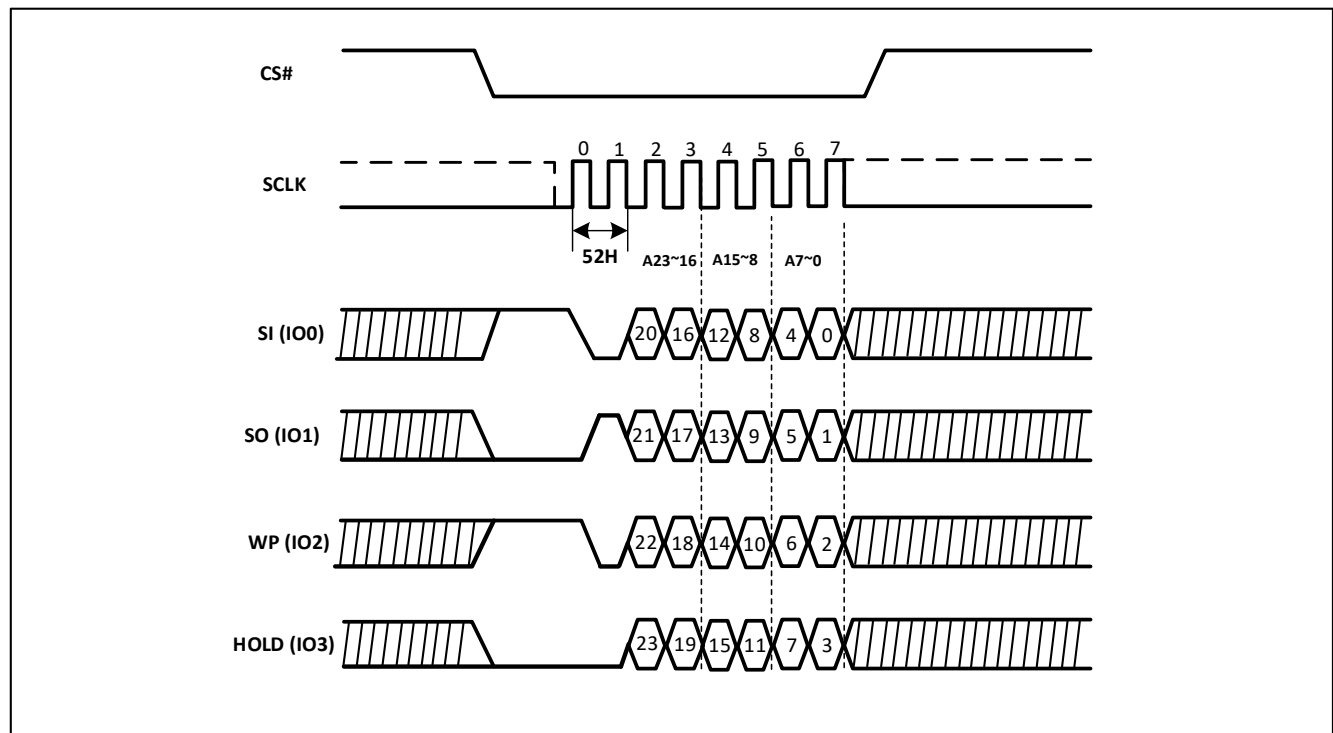 CS#
0 1 2 3 4 5 6 7
SCLK
52H
A23~16 A15~8 A7~0
SI (IO0) 20 16 12 8 4 0
SO (IO1) 21 17 13 9 5 1
WP (IO2) 22 18 14 10 6 2
HOLD (IO3) 23 19 15 11 7 3